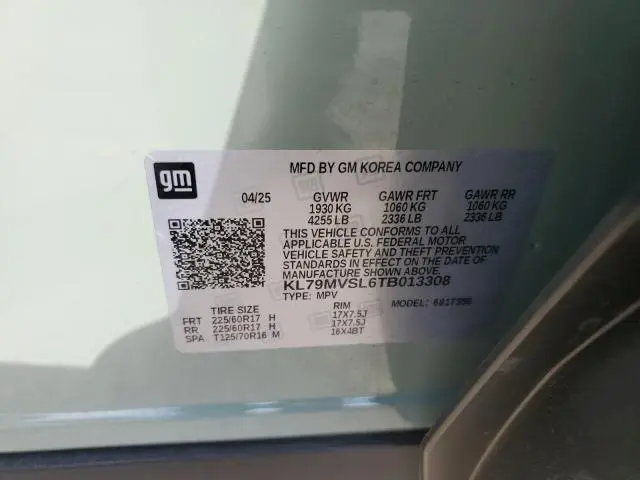 gm
MFD BY GM KOREA COMPANY
04/25 GVWR GAWR FRT GAWR RR
1930 KG 1060 KG 1060 KG
4255 LB 2336 LB 2336 LB
THIS VEHICLE CONFORMS TO ALL
APPLICABLE U.S. FEDERAL MOTOR
VEHICLE SAFETY AND THEFT PREVENTION
STANDARDS IN EFFECT ON THE DATE OF
MANUFACTURE SHOWN ABOVE.
KL79MVSL6TB013308
TYPE: MPV MODEL:
TIRE SIZE RIM
FRT 225/60R17 H 17X7.5J
RR 225/60R17 H 17X7.5J
SPA T125/70R16 M 16X4BT